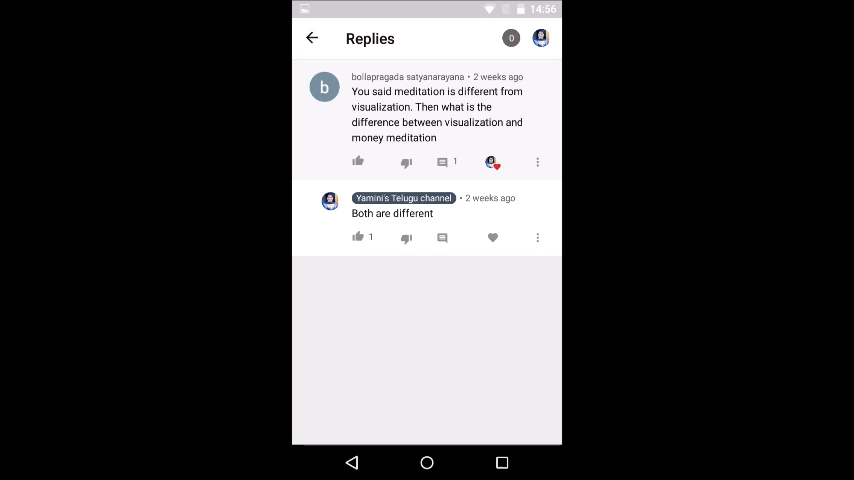 14:56
Replies
0
b
bollapragada satyanarayana • 2 weeks ago
You said meditation is different from
visualization. Then what is the
difference between visualization and
money meditation
1
Yamini's Telugu channel • 2 weeks ago
Both are different
1